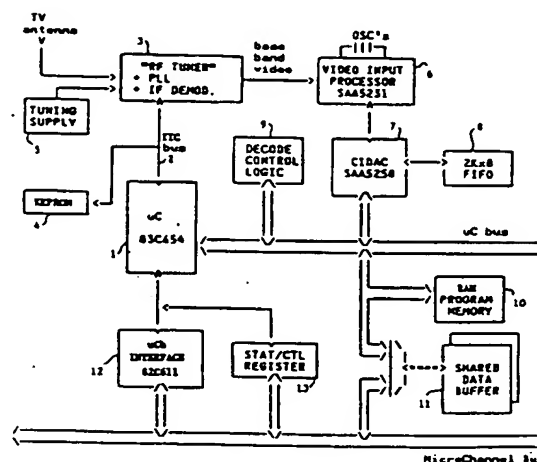 TV
antenna
3
"RF TUNER"
+ PLL
+ IF DEMOD.
base
band
video
OSC's
VIDEO INPUT
PROCESSOR
SAA5231
6
TUNING
SUPPLY
5
IIC
bus
2
9
DECODE
CONTROL
LOGIC
7
CIDAC
SAA5250
8
2Kx8
FIFO
EEPROM
4
uC
83C654
1
uC bus
RAM
PROGRAM
MEMORY
10
uCh
INTERFACE
82C611
12
STAT/CTL
REGISTER
13
SHARED
DATA
BUFFER
11
MicroChannel